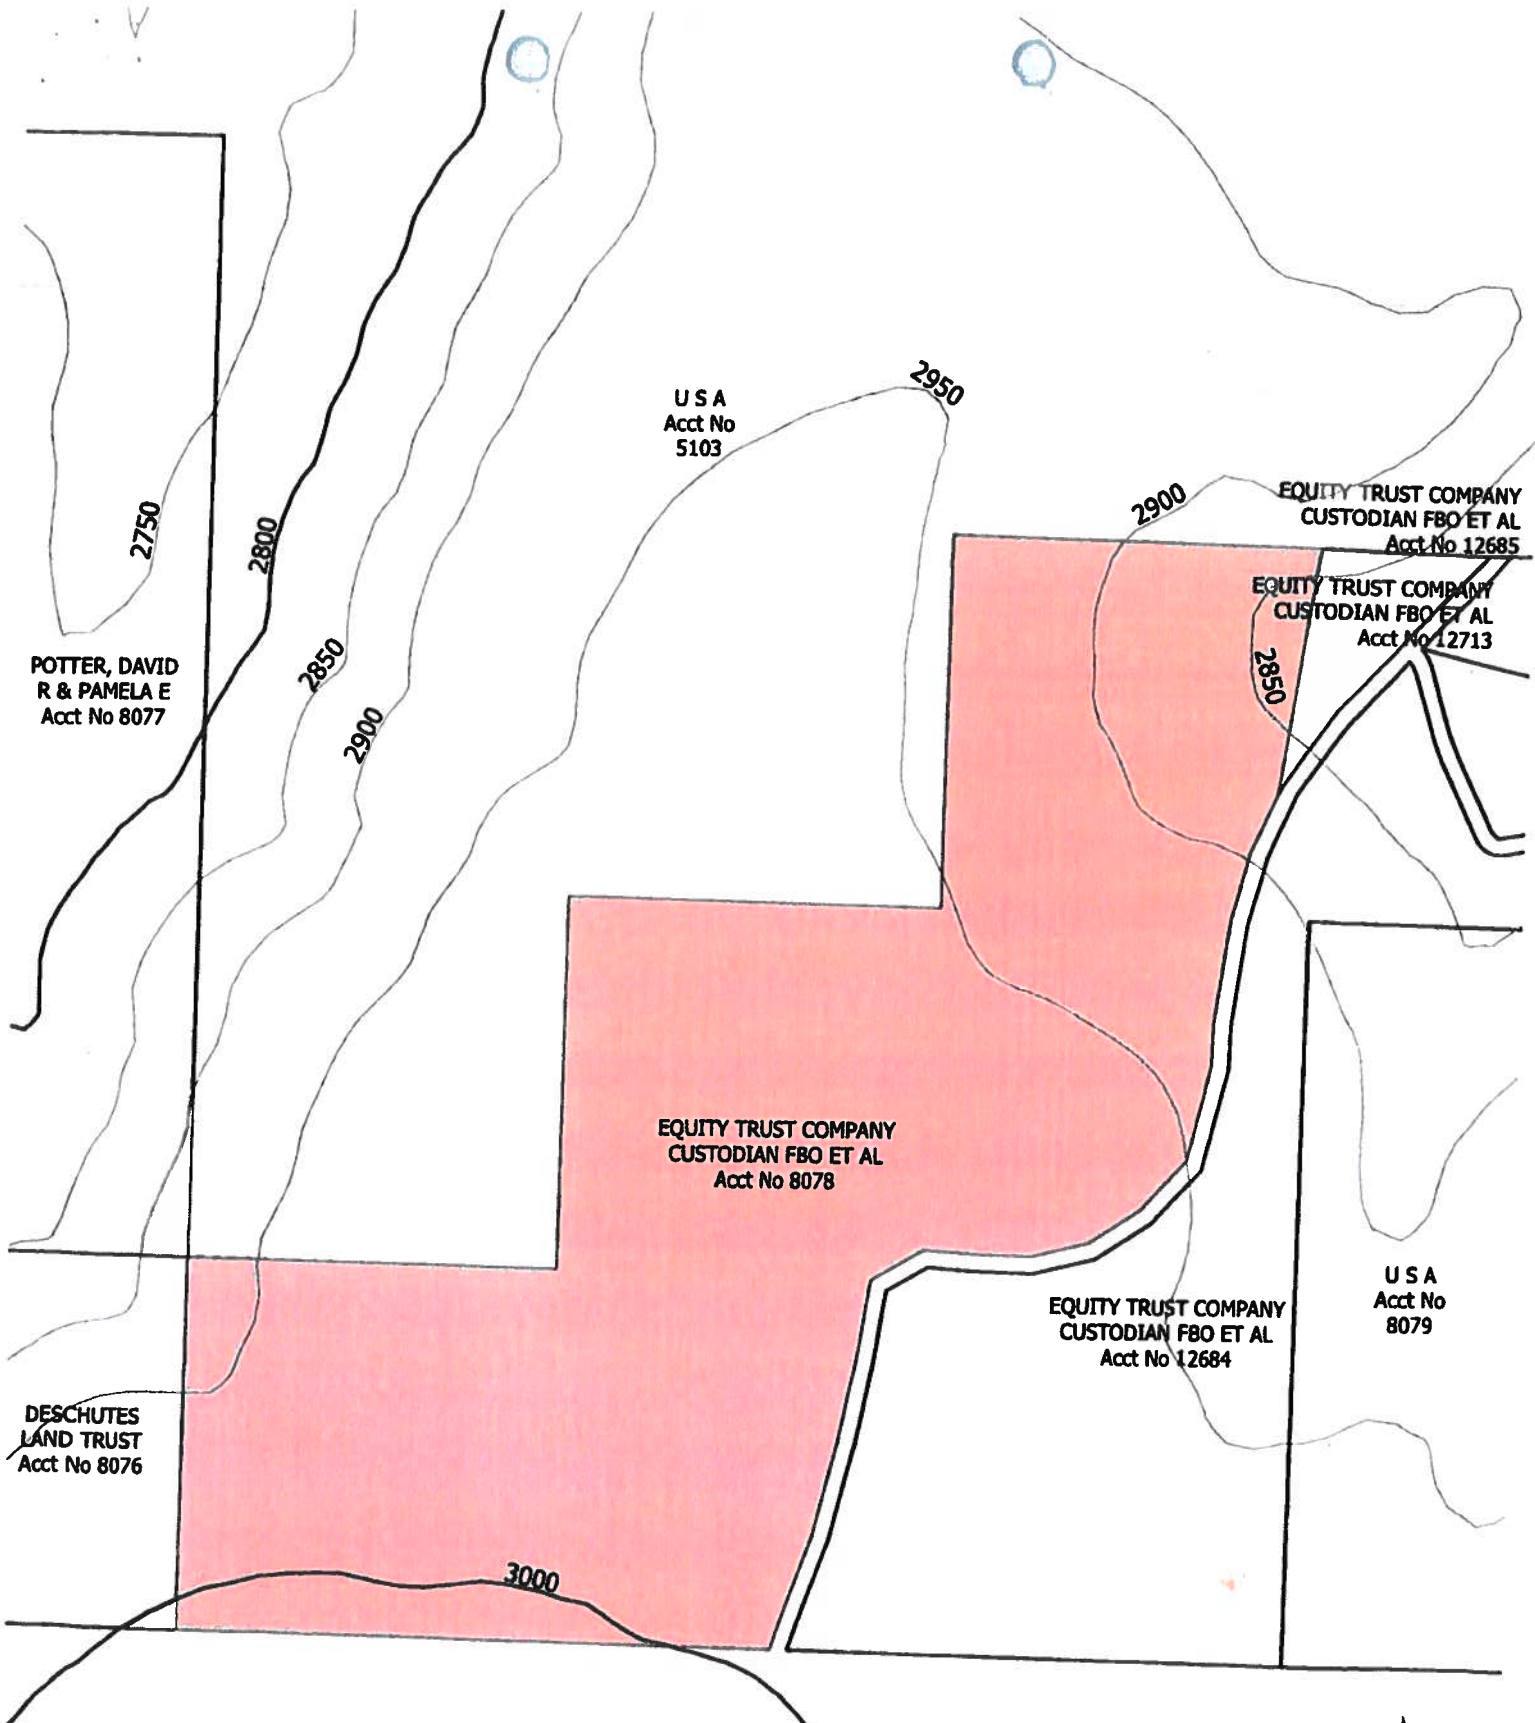 2950
U S A
Acct No
5103
2900
EQUITY TRUST COMPANY
CUSTODIAN FBO ET AL
Acct No 12685
2750
2800
EQUITY TRUST COMPANY
CUSTODIAN FBO ET AL
Acct No 12713
POTTER, DAVID
R & PAMELA E
Acct No 8077
2850
2850
2900
EQUITY TRUST COMPANY
CUSTODIAN FBO ET AL
Acct No 8078
U S A
Acct No
8079
EQUITY TRUST COMPANY
CUSTODIAN FBO ET AL
Acct No 12684
DESCHUTES
LAND TRUST
Acct No 8076
3000